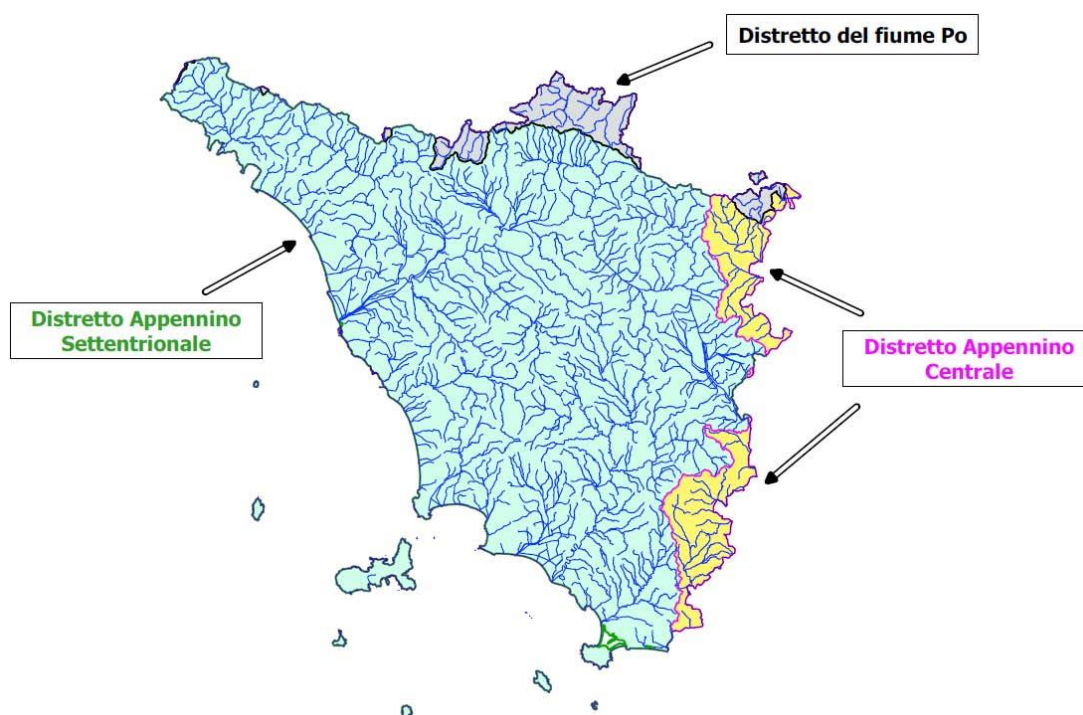 Distretto del fiume Po
Distretto Appennino
Settentrionale
Distretto Appennino
Centrale